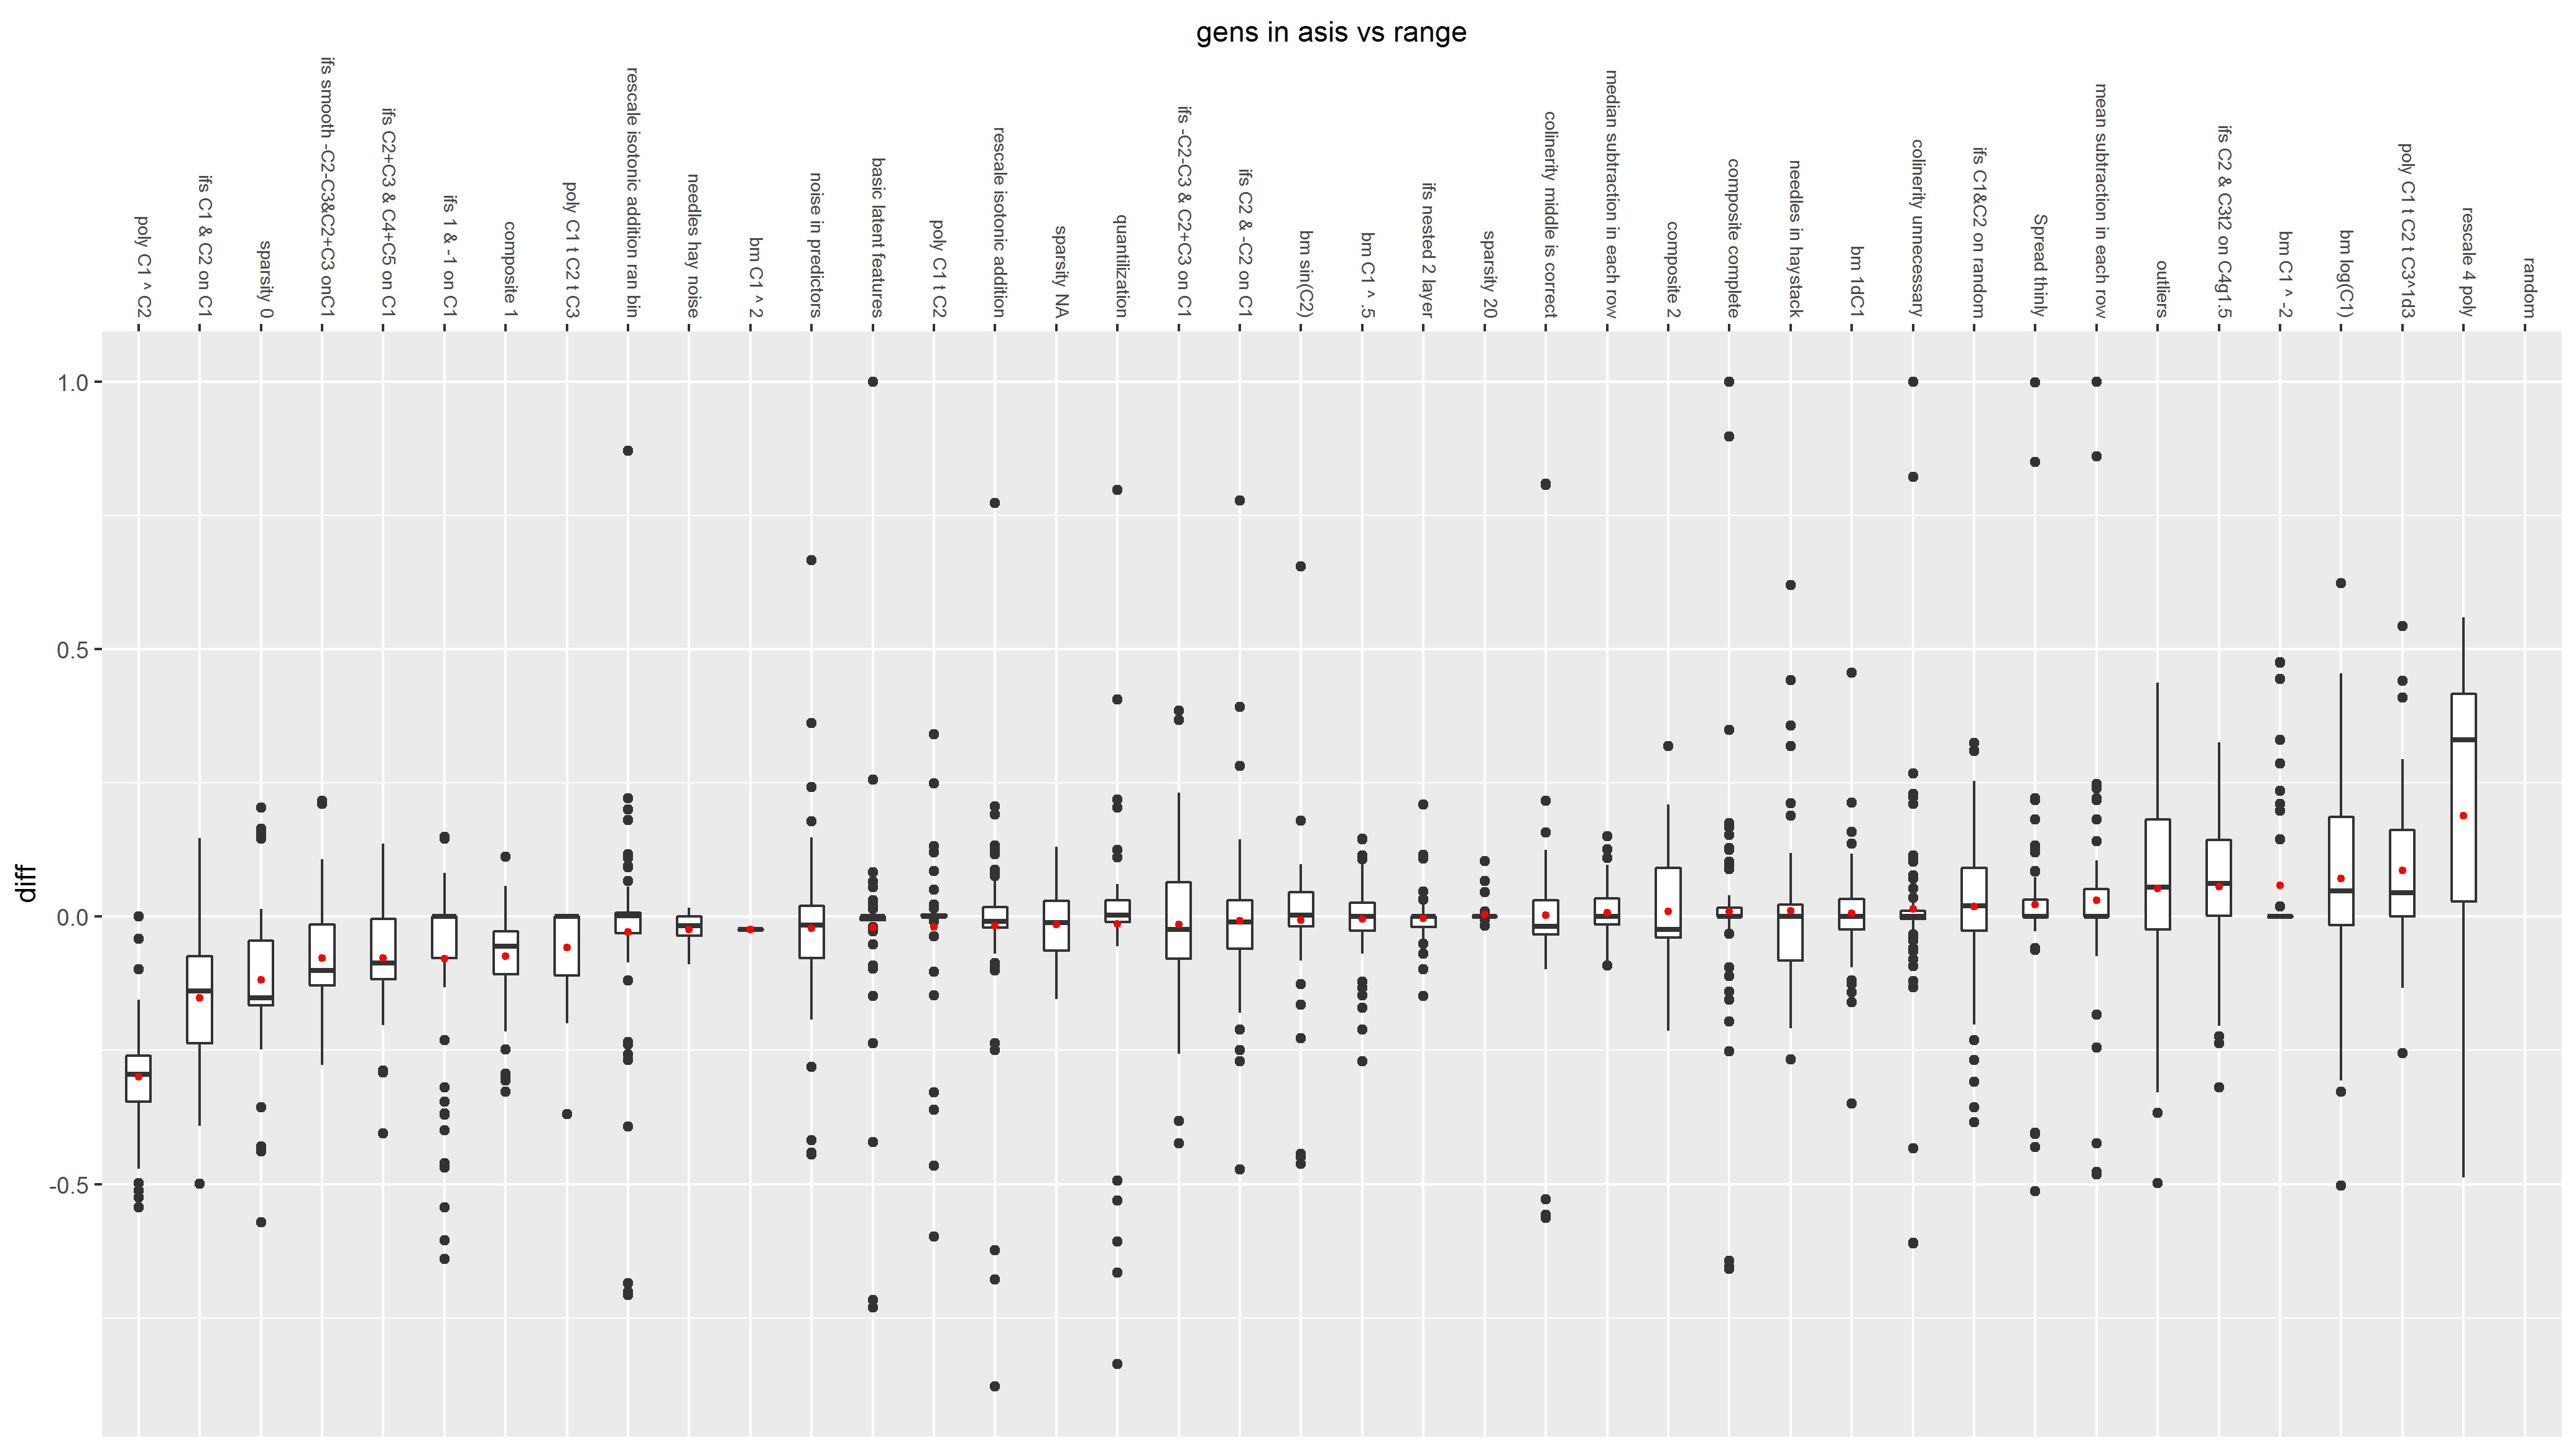 gens in asis vs range
poly C1 ^ C2
ifs C1 & C2 on C1
sparsity 0
ifs smooth -C2-C3&C2+C3 onC1
ifs C2+C3 & C4+C5 on C1
ifs 1 & -1 on C1
composite 1
poly C1 t C2 t C3
rescale isotonic addition ran bin
needles hay noise
bm C1 ^ 2
noise in predictors
basic latent features
poly C1 t C2
rescale isotonic addition
sparsity NA
quantilization
ifs -C2-C3 & C2+C3 on C1
ifs C2 & -C2 on C1
bm sin(C2)
bm C1 ^ .5
ifs nested 2 layer
sparsity 20
colinerity middle is correct
median subtraction in each row
composite 2
composite complete
needles in haystack
bm 1dC1
colinerity unnecessary
ifs C1&C2 on random
Spread thinly
mean subtraction in each row
outliers
ifs C2 & C3t2 on C4g1.5
bm C1 ^ -2
bm log(C1)
poly C1 t C2 t C3^1d3
rescale 4 poly
random
1.0
0.5
0.0
-0.5
diff